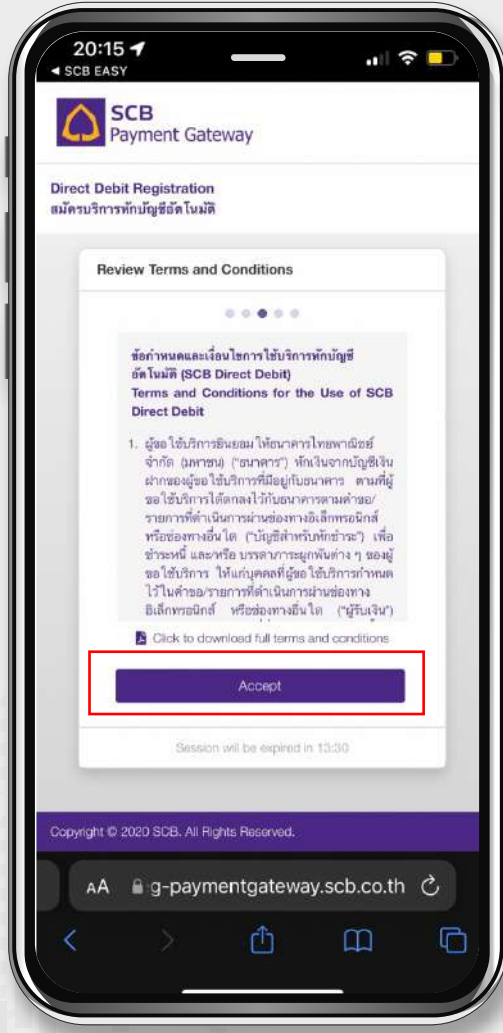 20:15
◀ SCB EASY
SCB
Payment Gateway
Direct Debit Registration
สมัครบริการหักบัญชีอัตโนมัติ
Review Terms and Conditions
ข้อกำหนดและเงื่อนไขการใช้บริการหักบัญชี
อัตโนมัติ (SCB Direct Debit)
Terms and Conditions for the Use of SCB
Direct Debit
1. ผู้ขอใช้บริการยินยอมให้ธนาคารไทยพาณิชย์
จำกัด (มหาชน) ("ธนาคาร") หักเงินจากบัญชีเงิน
ฝากของผู้ขอใช้บริการที่มีอยู่กับธนาคาร ตามที่ผู้
ขอใช้บริการได้ตกลงไว้กับธนาคารตามคำขอ/
รายการที่ดำเนินการผ่านช่องทางอิเล็กทรอนิกส์
หรือช่องทางอื่นใด ("บัญชีสำหรับหักชำระ") เพื่อ
ชำระหนี้ และ/หรือ บรรดาภาระผูกพันต่าง ๆ ของผู้
ขอใช้บริการ ให้แก่บุคคลที่ผู้ขอใช้บริการกำหนด
ไว้ในคำขอ/รายการที่ดำเนินการผ่านช่องทาง
อิเล็กทรอนิกส์ หรือช่องทางอื่นใด ("ผู้รับเงิน")
Click to download full terms and conditions
Accept
Session will be expired in 13:30
Copyright © 2020 SCB. All Rights Reserved.
AA g-paymentgateway.scb.co.th